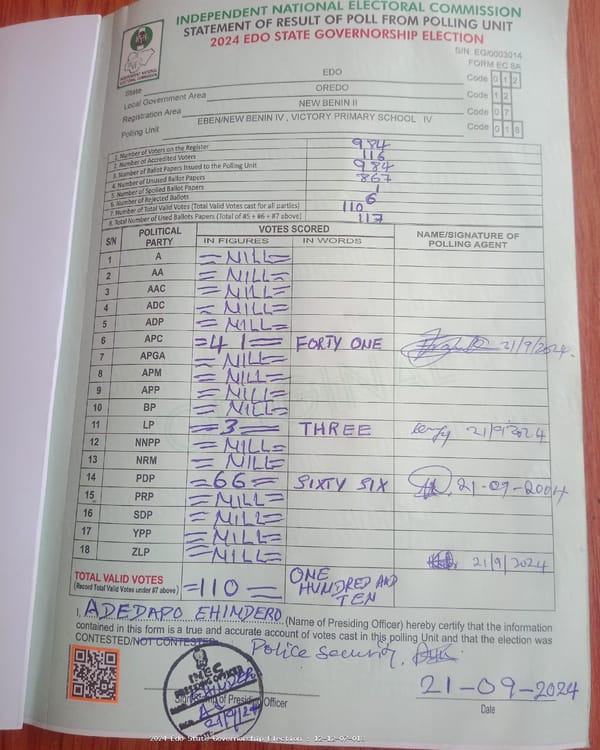 INDEPENDENT NATIONAL ELECTORAL COMMISSION
STATEMENT OF RESULT OF POLL FROM POLLING UNIT
2024 EDO STATE GOVERNORSHIP ELECTION
S/N: EG/0003014
FORM EC 8A
INDEPENDENT NATIONAL ELECTORAL COMMISSION
State EDO Code 0 1 2
Local Government Area OREDO Code 1 2
Registration Area NEW BENIN II Code 0 7
Polling Unit EBEN/NEW BENIN IV , VICTORY PRIMARY SCHOOL IV Code 0 1 8
1. Number of Voters on the Register 984
2. Number of Accredited Voters 116
3. Number of Ballot Papers Issued to the Polling Unit 984
4. Number of Unused Ballot Papers 867
5. Number of Spoiled Ballot Papers 1
6. Number of Rejected Ballots 6
7. Number of Total Valid Votes (Total Valid Votes cast for all parties) 110
8. Total Number of Used Ballots Papers (Total of #5 + #6 + #7 above) 117
S/N POLITICAL PARTY VOTES SCORED NAME/SIGNATURE OF POLLING AGENT
IN FIGURES IN WORDS
1 A =NILL=
2 AA =NILL=
3 AAC =NILL=
4 ADC =NILL=
5 ADP =NILL=
6 APC =41= FORTY ONE 21/9/2024.
7 APGA =NILL=
8 APM =NILL=
9 APP =NILL=
10 BP =NILL=
11 LP =3= THREE 21/9/2024
12 NNPP =NILL=
13 NRM =NILL=
14 PDP =66= SIXTY SIX 21-09-2004
15 PRP =NILL=
16 SDP =NILL=
17 YPP =NILL=
18 ZLP =NILL= 21/9/2024
TOTAL VALID VOTES =110= ONE HUNDRED AND TEN
(Record Total Valid Votes under #7 above)
I, ADEDAPO EHINDERO (Name of Presiding Officer) hereby certify that the information
contained in this form is a true and accurate account of votes cast in this polling Unit and that the election was
CONTESTED/NOT CONTESTED
Police Security.
INEC
PRESIDING OFFICER
21/9/24
Signature of Presiding Officer
21-09-2024
Date
2024 Edo State Governorship Election - 12-12-07-018